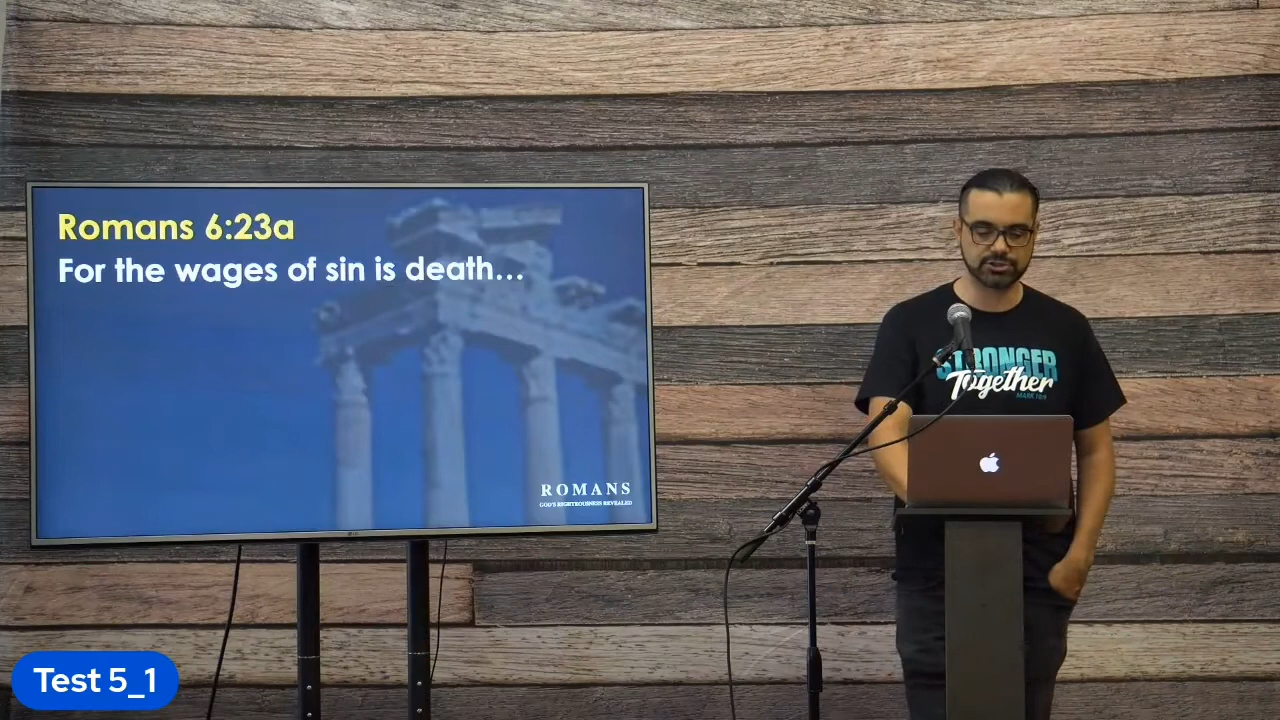 Romans 6:23a
For the wages of sin is death...
ROMANS
GOD'S RIGHTEOUSNESS REVEALED
STRONGER
Together
MARK 10:9
Test 5_1